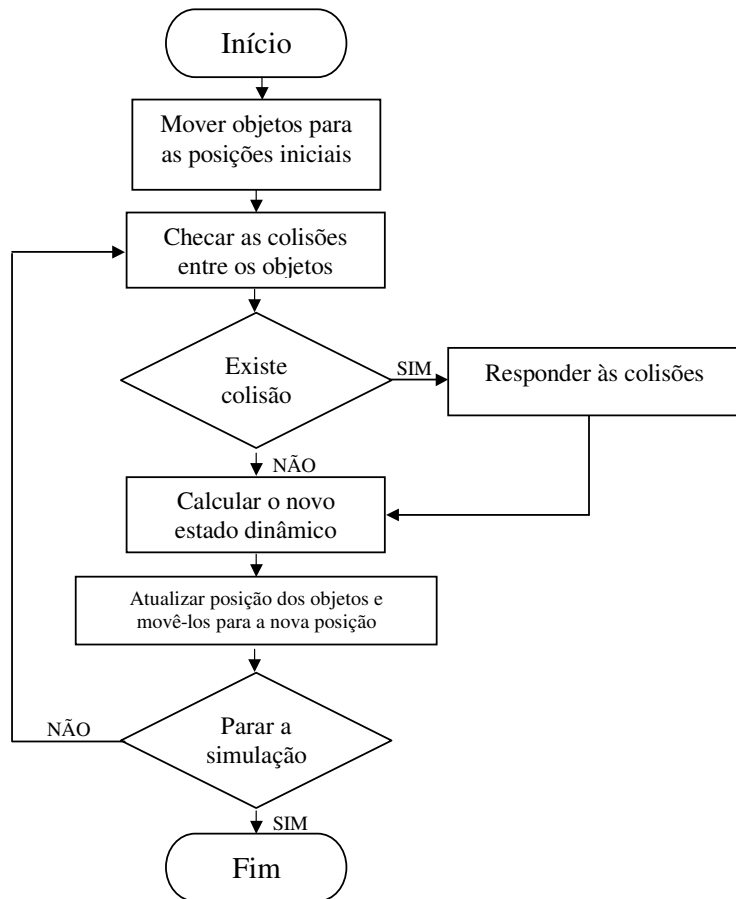 Início
Mover objetos para
as posições iniciais
Checar as colisões
entre os objetos
Existe
colisão
SIM
Responder às colisões
NÃO
Calcular o novo
estado dinâmico
Atualizar posição dos objetos e
movê-los para a nova posição
NÃO
Parar a
simulação
SIM
Fim